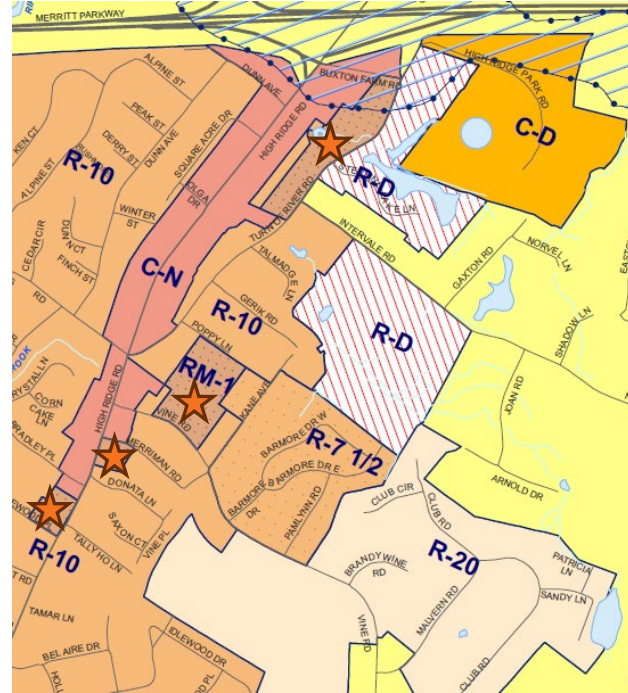 MERRITT PARKWAY
HIGH RIDGE PARK RD
ALPINE ST
DUNN AVE
BUXTON FARM RD
PEAK ST
C-D
KEN CT
DERRY ST
DUNN AVE
SQUARE ACRE DR
HIGH RIDGE RD
R-10
ALPINE ST
OLGA DR
R-D
TURN OF RIVER RD
WINTER ST
DUNN CT
CEDAR CIR
INTERVALE RD
NORVEL LN
FINCH ST
C-N
TALMADGE LN
GAXTON RD
RD
GERIK RD
R-10
R-D
SHADOW LN
POPPY LN
RM-1
CORN
CAKE LN
HIGH RIDGE RD
KANE AVE
VINE RD
JOAN RD
BRADLEY PL
BARMORE DR W
R-7 1/2
MERRIMAN RD
BARMORE DR E
DONATA LN
CLUB CIR
ARNOLD DR
BARMORE
DR
PAMLYNN RD
CLUB RD
SAXON CT
VINE PL
R-10
TALLY HO LN
R-20
BRANDYWINE
RD
PATRICIA
LN
MALVERN RD
SANDY LN
TAMAR LN
VINE RD
IDLEWOOD DR
BEL AIRE DR
CLUB RD